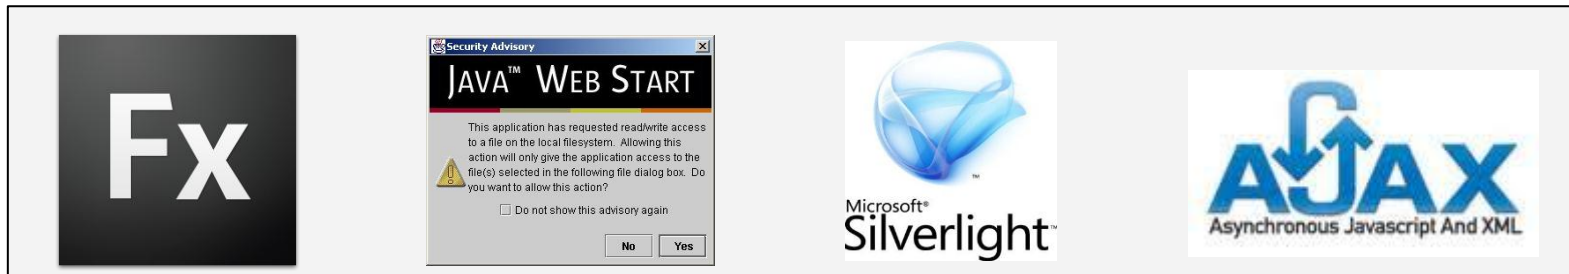 Fx
Security Advisory
JAVA™ WEB START
This application has requested read/write access
to a file on the local filesystem. Allowing this
action will only give the application access to the
file(s) selected in the following file dialog box. Do
you want to allow this action?
Do not show this advisory again
No Yes
Microsoft®
Silverlight™
AJAX
Asynchronous Javascript And XML